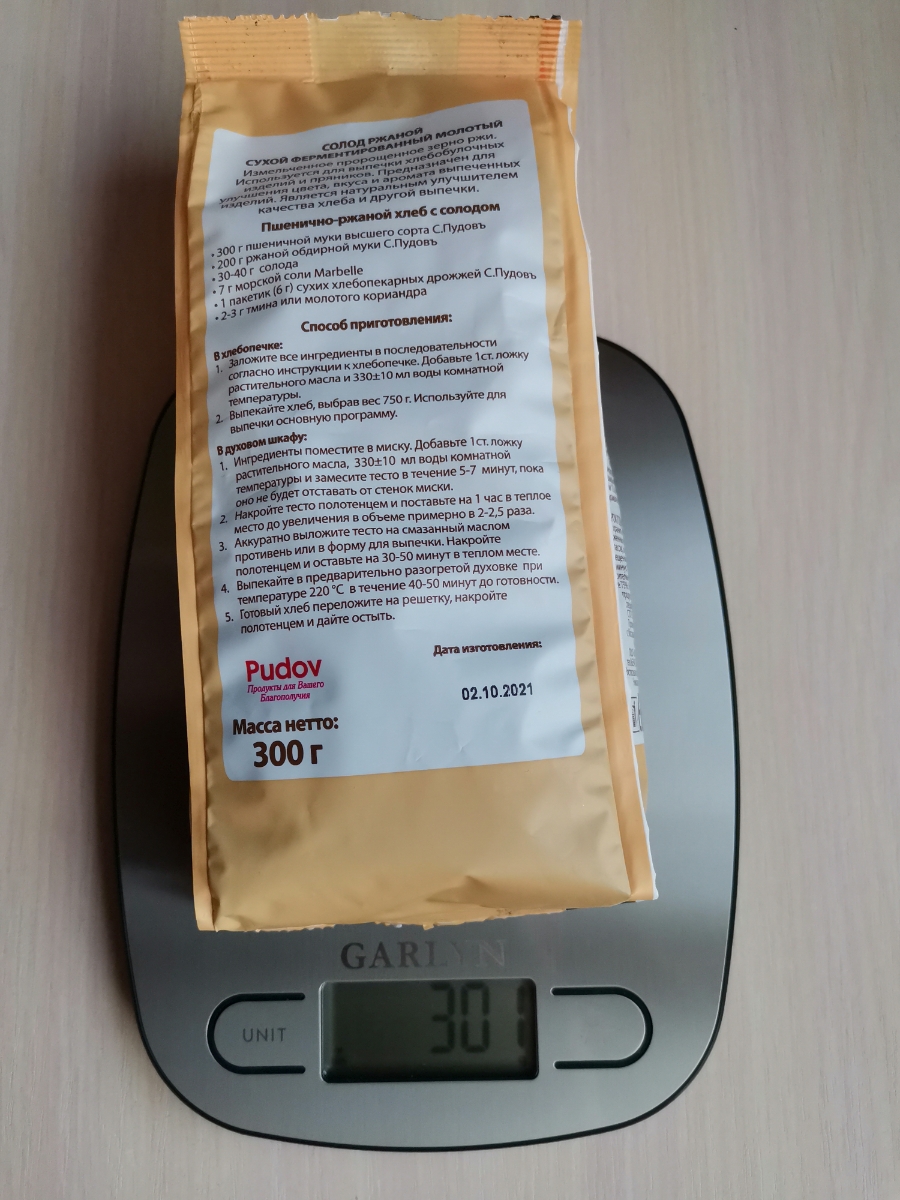 СОЛОД РЖАНОЙ
СУХОЙ ФЕРМЕНТИРОВАННЫЙ МОЛОТЫЙ
Измельченное пророщенное зерно ржи.
Используется для выпечки хлебобулочных
изделий и пряников. Предназначен для
улучшения цвета, вкуса и аромата выпеченных
изделий. Является натуральным улучшителем
качества хлеба и другой выпечки.
Пшенично-ржаной хлеб с солодом
• 300 г пшеничной муки высшего сорта С.Пудовъ
• 200 г ржаной обдирной муки С.Пудовъ
• 30-40 г солода
• 7 г морской соли Marbelle
• 1 пакетик (6 г) сухих хлебопекарных дрожжей С.Пудовъ
• 2-3 г тмина или молотого кориандра
Способ приготовления:
В хлебопечке:
1. Заложите все ингредиенты в последовательности
согласно инструкции к хлебопечке. Добавьте 1ст. ложку
растительного масла и 330±10 мл воды комнатной
температуры.
2. Выпекайте хлеб, выбрав вес 750 г. Используйте для
выпечки основную программу.
В духовом шкафу:
1. Ингредиенты поместите в миску. Добавьте 1ст. ложку
растительного масла, 330±10 мл воды комнатной
температуры и замесите тесто в течение 5-7 минут, пока
оно не будет отставать от стенок миски.
2. Накройте тесто полотенцем и поставьте на 1 час в теплое
место до увеличения в объеме примерно в 2-2,5 раза.
3. Аккуратно выложите тесто на смазанный маслом
противень или в форму для выпечки. Накройте
полотенцем и оставьте на 30-50 минут в теплом месте.
4. Выпекайте в предварительно разогретой духовке при
температуре 220 °С в течение 40-50 минут до готовности.
5. Готовый хлеб переложите на решетку, накройте
полотенцем и дайте остыть.
Дата изготовления:
02.10.2021
Pudov
Продукты для Вашего
Благополучия
Масса нетто:
300 г
GARLYN
UNIT
301